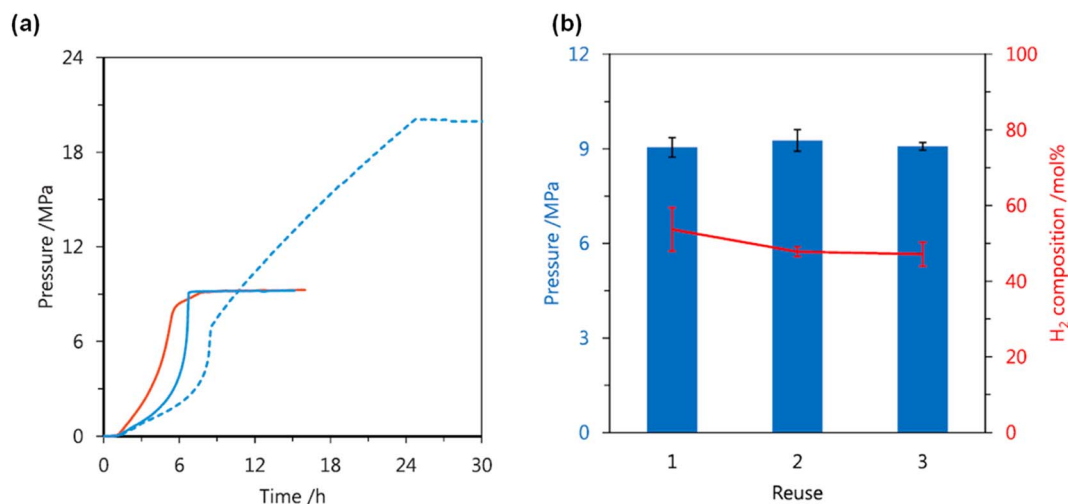 (a)
24
18
12
6
0
Pressure /MPa
0 6 12 18 24 30
Time /h
(b)
12
9
6
3
0
Pressure /MPa
100
80
60
40
20
0
H₂ composition /mol%
1 2 3
Reuse